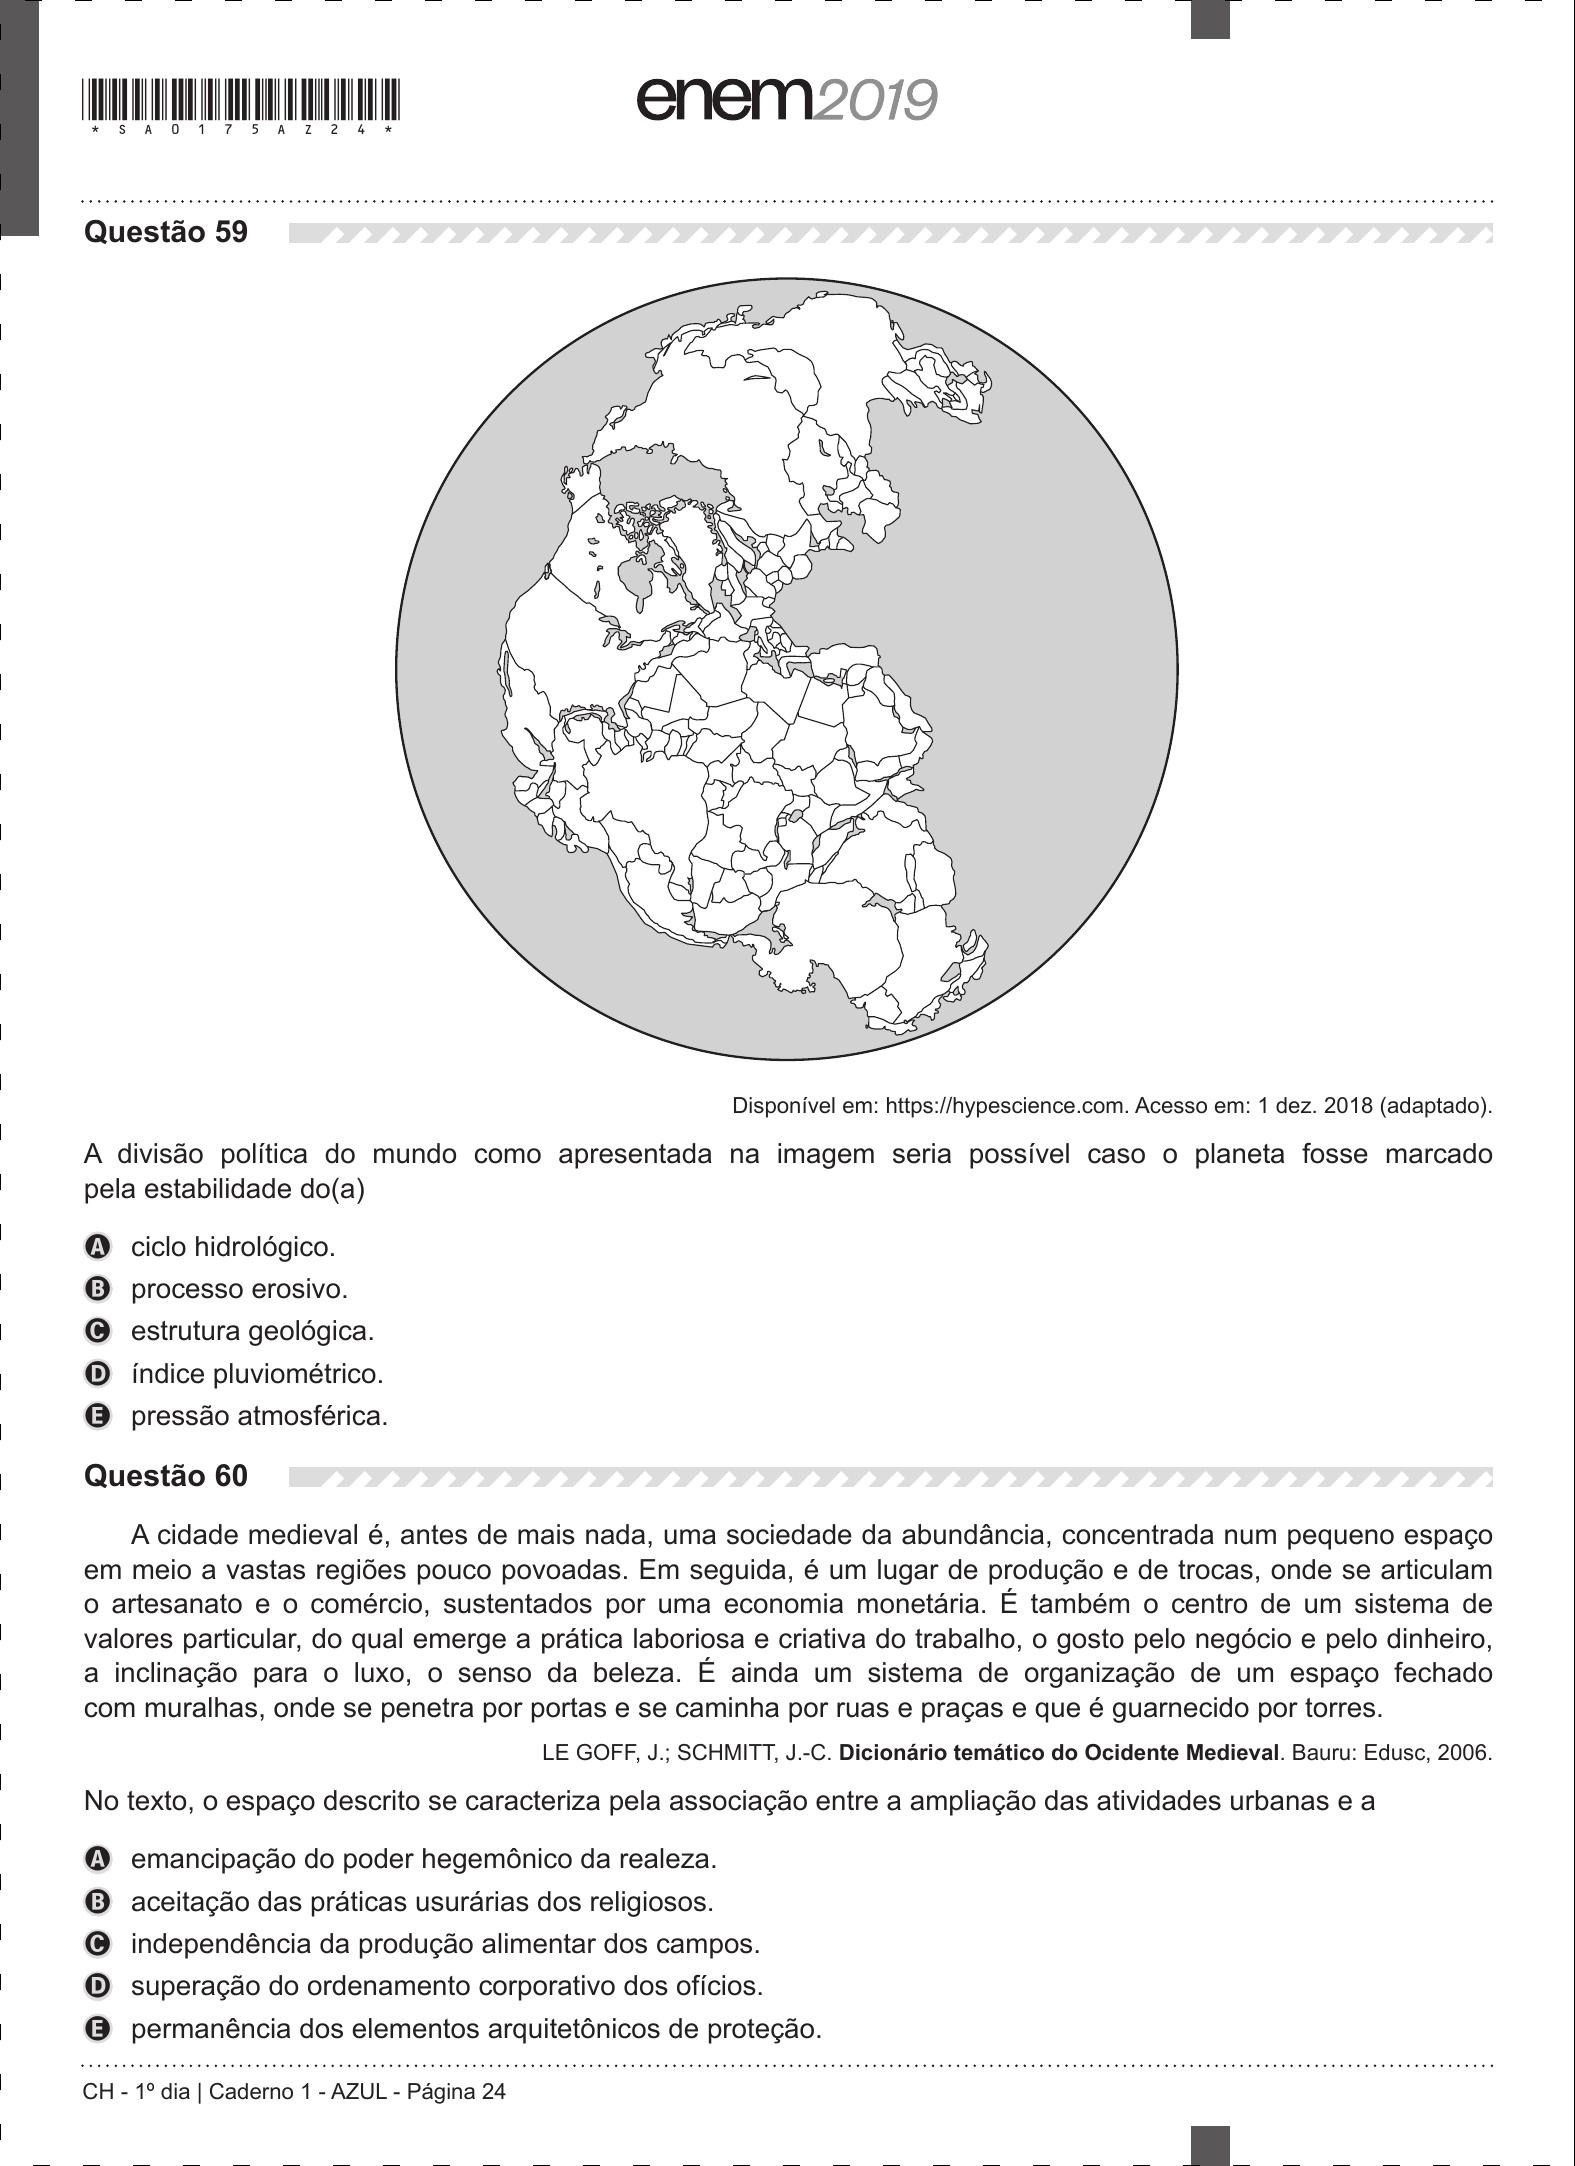 *SA0175AZ24*
enem2019
Questão 59
Disponível em: https://hypescience.com. Acesso em: 1 dez. 2018 (adaptado).
A divisão política do mundo como apresentada na imagem seria possível caso o planeta fosse marcado
pela estabilidade do(a)
A ciclo hidrológico.
B processo erosivo.
C estrutura geológica.
D índice pluviométrico.
E pressão atmosférica.
Questão 60
A cidade medieval é, antes de mais nada, uma sociedade da abundância, concentrada num pequeno espaço
em meio a vastas regiões pouco povoadas. Em seguida, é um lugar de produção e de trocas, onde se articulam
o artesanato e o comércio, sustentados por uma economia monetária. É também o centro de um sistema de
valores particular, do qual emerge a prática laboriosa e criativa do trabalho, o gosto pelo negócio e pelo dinheiro,
a inclinação para o luxo, o senso da beleza. É ainda um sistema de organização de um espaço fechado
com muralhas, onde se penetra por portas e se caminha por ruas e praças e que é guarnecido por torres.
LE GOFF, J.; SCHMITT, J.-C. Dicionário temático do Ocidente Medieval. Bauru: Edusc, 2006.
No texto, o espaço descrito se caracteriza pela associação entre a ampliação das atividades urbanas e a
A emancipação do poder hegemônico da realeza.
B aceitação das práticas usurárias dos religiosos.
C independência da produção alimentar dos campos.
D superação do ordenamento corporativo dos ofícios.
E permanência dos elementos arquitetônicos de proteção.
CH - 1º dia | Caderno 1 - AZUL - Página 24